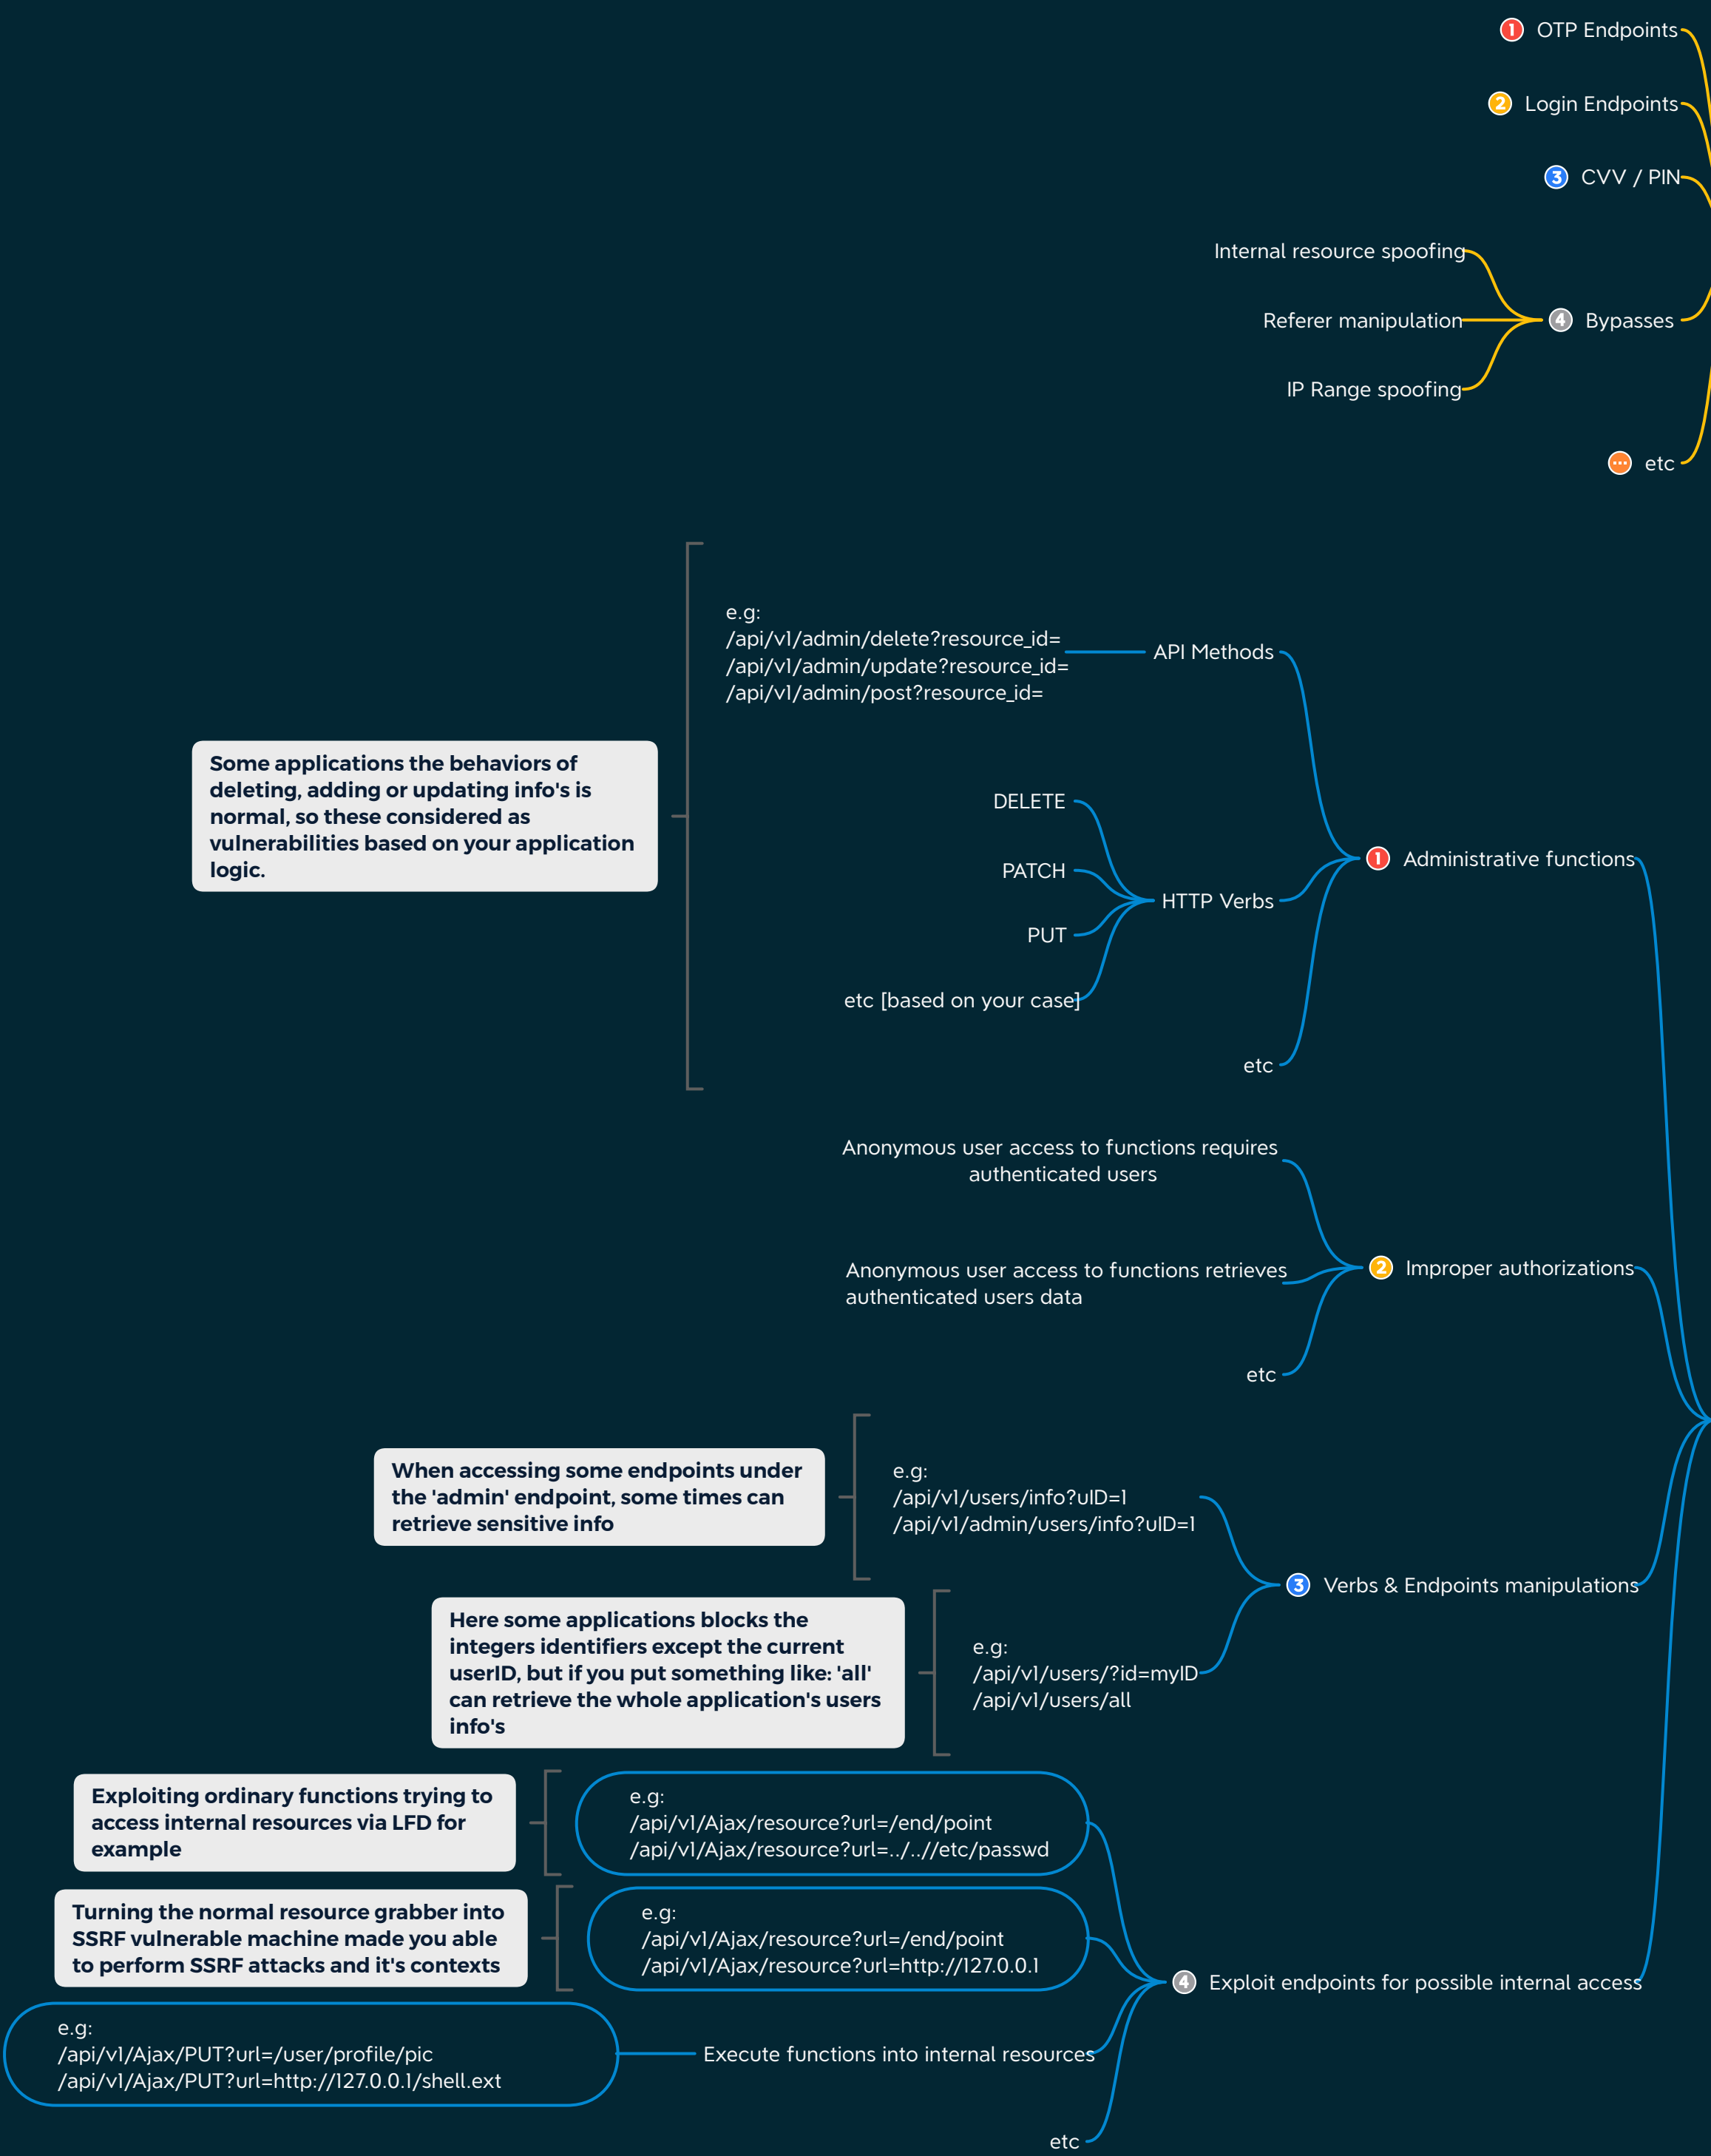 1 OTP Endpoints
2 Login Endpoints
3 CVV / PIN
Internal resource spoofing
Referer manipulation
IP Range spoofing
4 Bypasses
... etc
e.g:
/api/v1/admin/delete?resource_id=
/api/v1/admin/update?resource_id=
/api/v1/admin/post?resource_id=
API Methods
Some applications the behaviors of
deleting, adding or updating info's is
normal, so these considered as
vulnerabilities based on your application
logic.
DELETE
PATCH
PUT
etc [based on your case]
HTTP Verbs
1 Administrative functions
etc
Anonymous user access to functions requires
authenticated users
Anonymous user access to functions retrieves
authenticated users data
2 Improper authorizations
etc
When accessing some endpoints under
the 'admin' endpoint, some times can
retrieve sensitive info
e.g:
/api/v1/users/info?uID=1
/api/v1/admin/users/info?uID=1
3 Verbs & Endpoints manipulations
Here some applications blocks the
integers identifiers except the current
userID, but if you put something like: 'all'
can retrieve the whole application's users
info's
e.g:
/api/v1/users/?id=myID
/api/v1/users/all
Exploiting ordinary functions trying to
access internal resources via LFD for
example
e.g:
/api/v1/Ajax/resource?url=/end/point
/api/v1/Ajax/resource?url=../..//etc/passwd
Turning the normal resource grabber into
SSRF vulnerable machine made you able
to perform SSRF attacks and it's contexts
e.g:
/api/v1/Ajax/resource?url=/end/point
/api/v1/Ajax/resource?url=http://127.0.0.1
4 Exploit endpoints for possible internal access
e.g:
/api/v1/Ajax/PUT?url=/user/profile/pic
/api/v1/Ajax/PUT?url=http://127.0.0.1/shell.ext
Execute functions into internal resources
etc